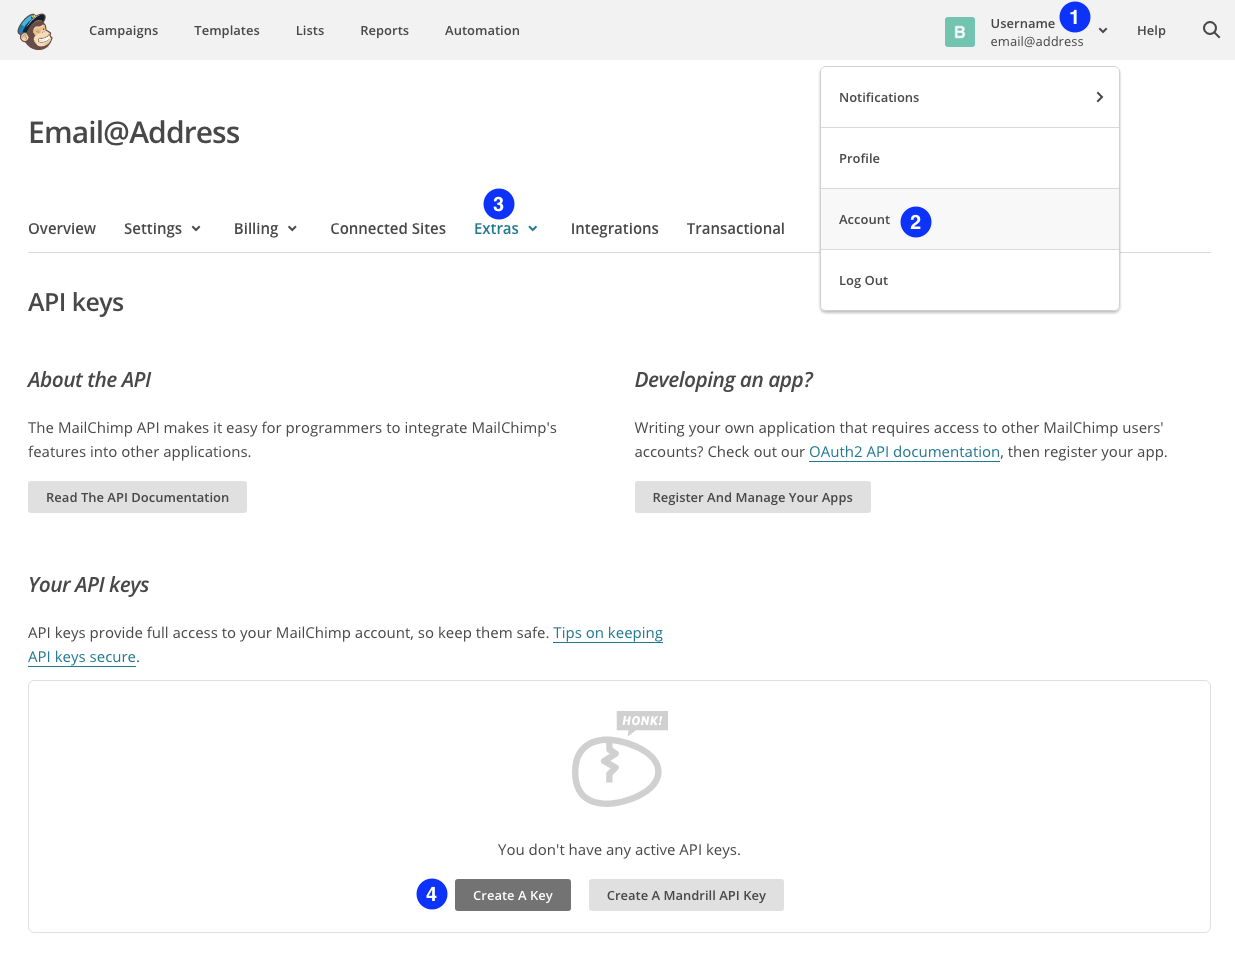 Campaigns Templates Lists Reports Automation B Username 1 Help
email@address
Notifications
Email@Address
Profile
Account 2
3
Overview Settings Billing Connected Sites Extras Integrations Transactional
Log Out
API keys
About the API
The MailChimp API makes it easy for programmers to integrate MailChimp's
features into other applications.
Read The API Documentation
Developing an app?
Writing your own application that requires access to other MailChimp users'
accounts? Check out our OAuth2 API documentation, then register your app.
Register And Manage Your Apps
Your API keys
API keys provide full access to your MailChimp account, so keep them safe. Tips on keeping
API keys secure.
HONK!
You don't have any active API keys.
4 Create A Key Create A Mandrill API Key